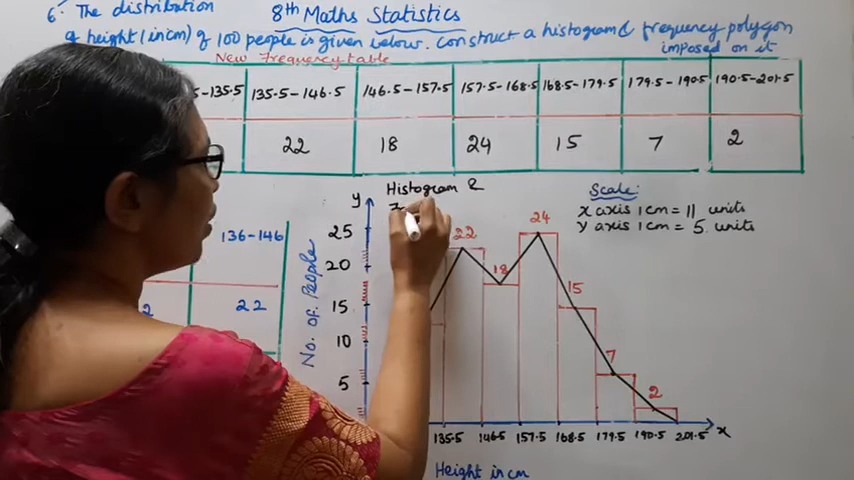 6. The distribution
8th Maths Statistics
of height (in cm) of 100 people is given below. construct a histogram & frequency polygon
imposed on it
New Frequency table
5-135.5 135.5-146.5 146.5-157.5 157.5-168.5 168.5-179.5 179.5-190.5 190.5-201.5
22 18 24 15 7 2
Histogram &
Scale:
x axis 1cm = 11 units
y axis 1cm = 5 units
136-146
2 22
No. of. People
y
25
20
15
10
5
22
18
24
15
7
2
135.5 146.5 157.5 168.5 179.5 190.5 201.5 x
Height in cm